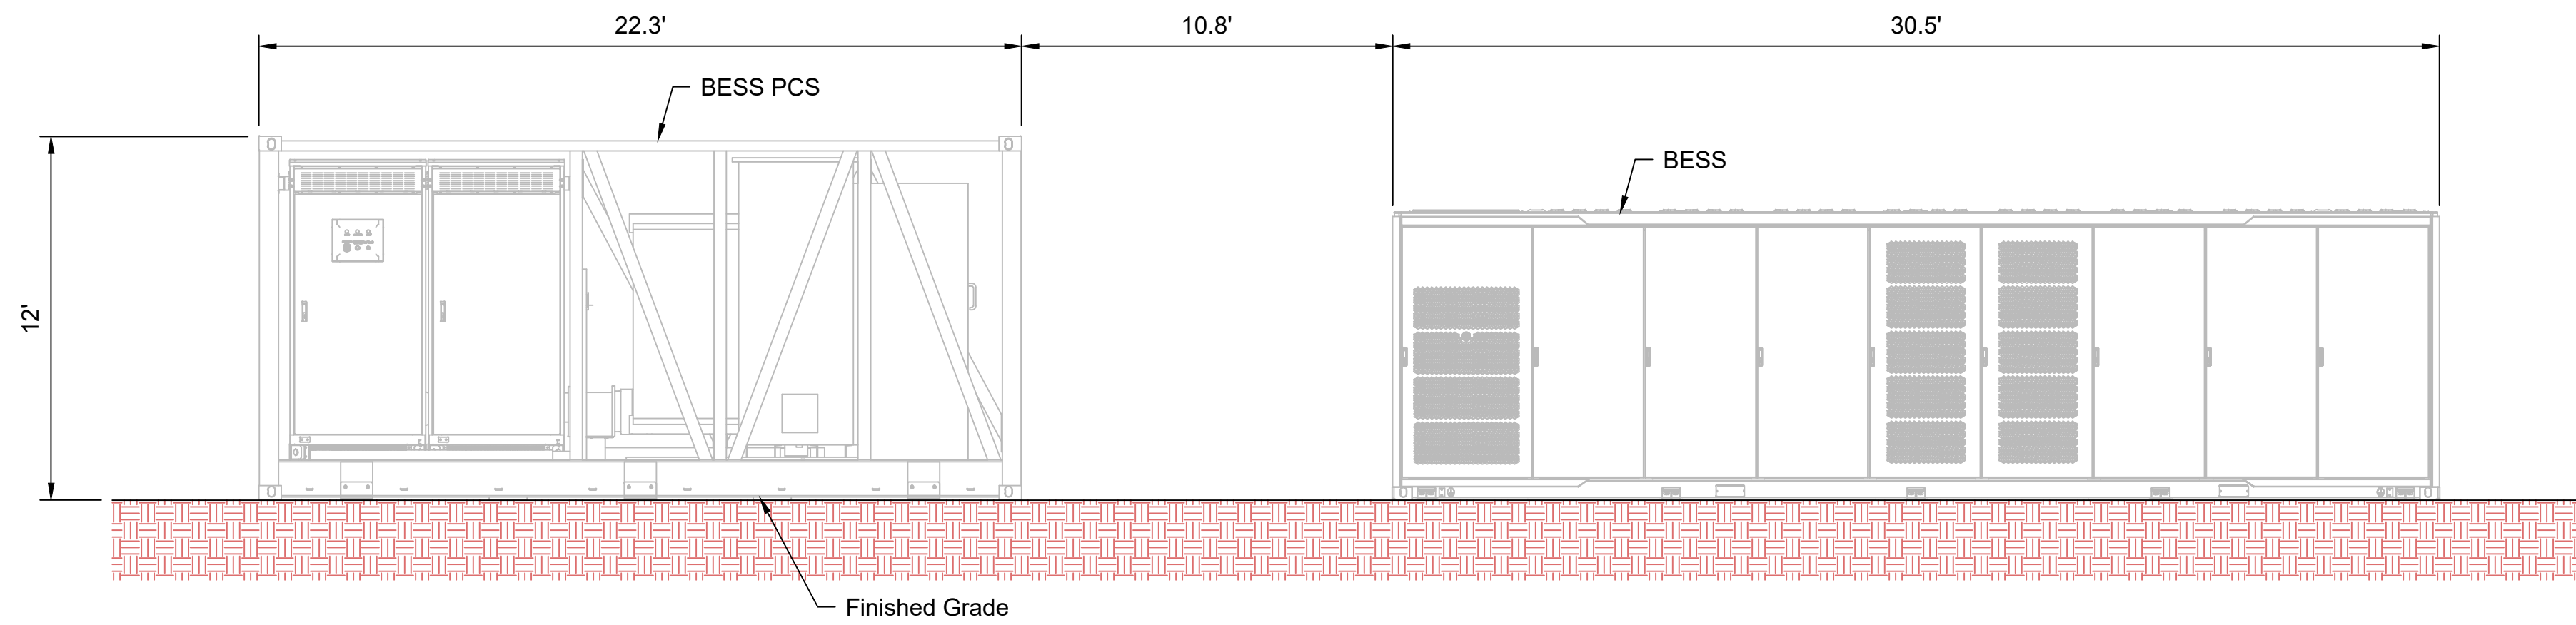 22.3'
10.8'
30.5'
BESS PCS
BESS
12'
Finished Grade